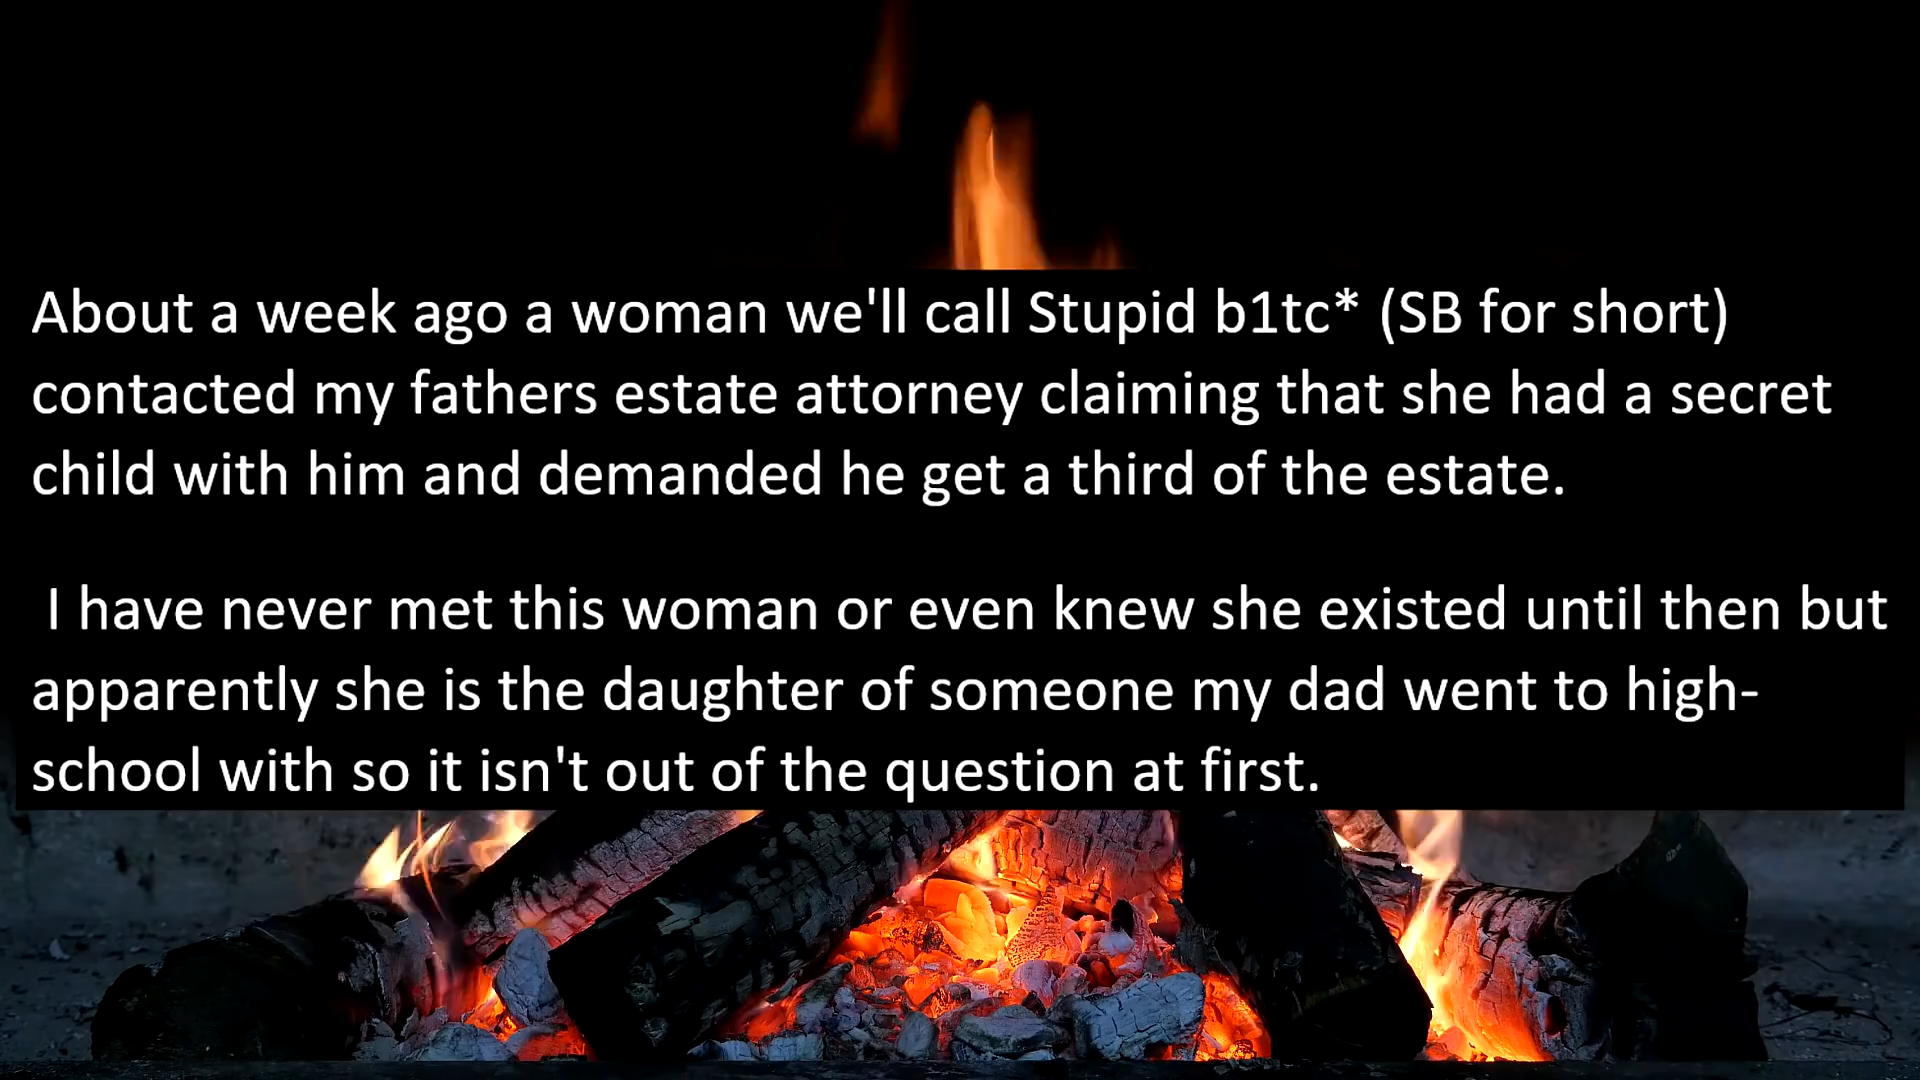 About a week ago a woman we'll call Stupid b1tc* (SB for short)
contacted my fathers estate attorney claiming that she had a secret
child with him and demanded he get a third of the estate.
I have never met this woman or even knew she existed until then but
apparently she is the daughter of someone my dad went to high-
school with so it isn't out of the question at first.